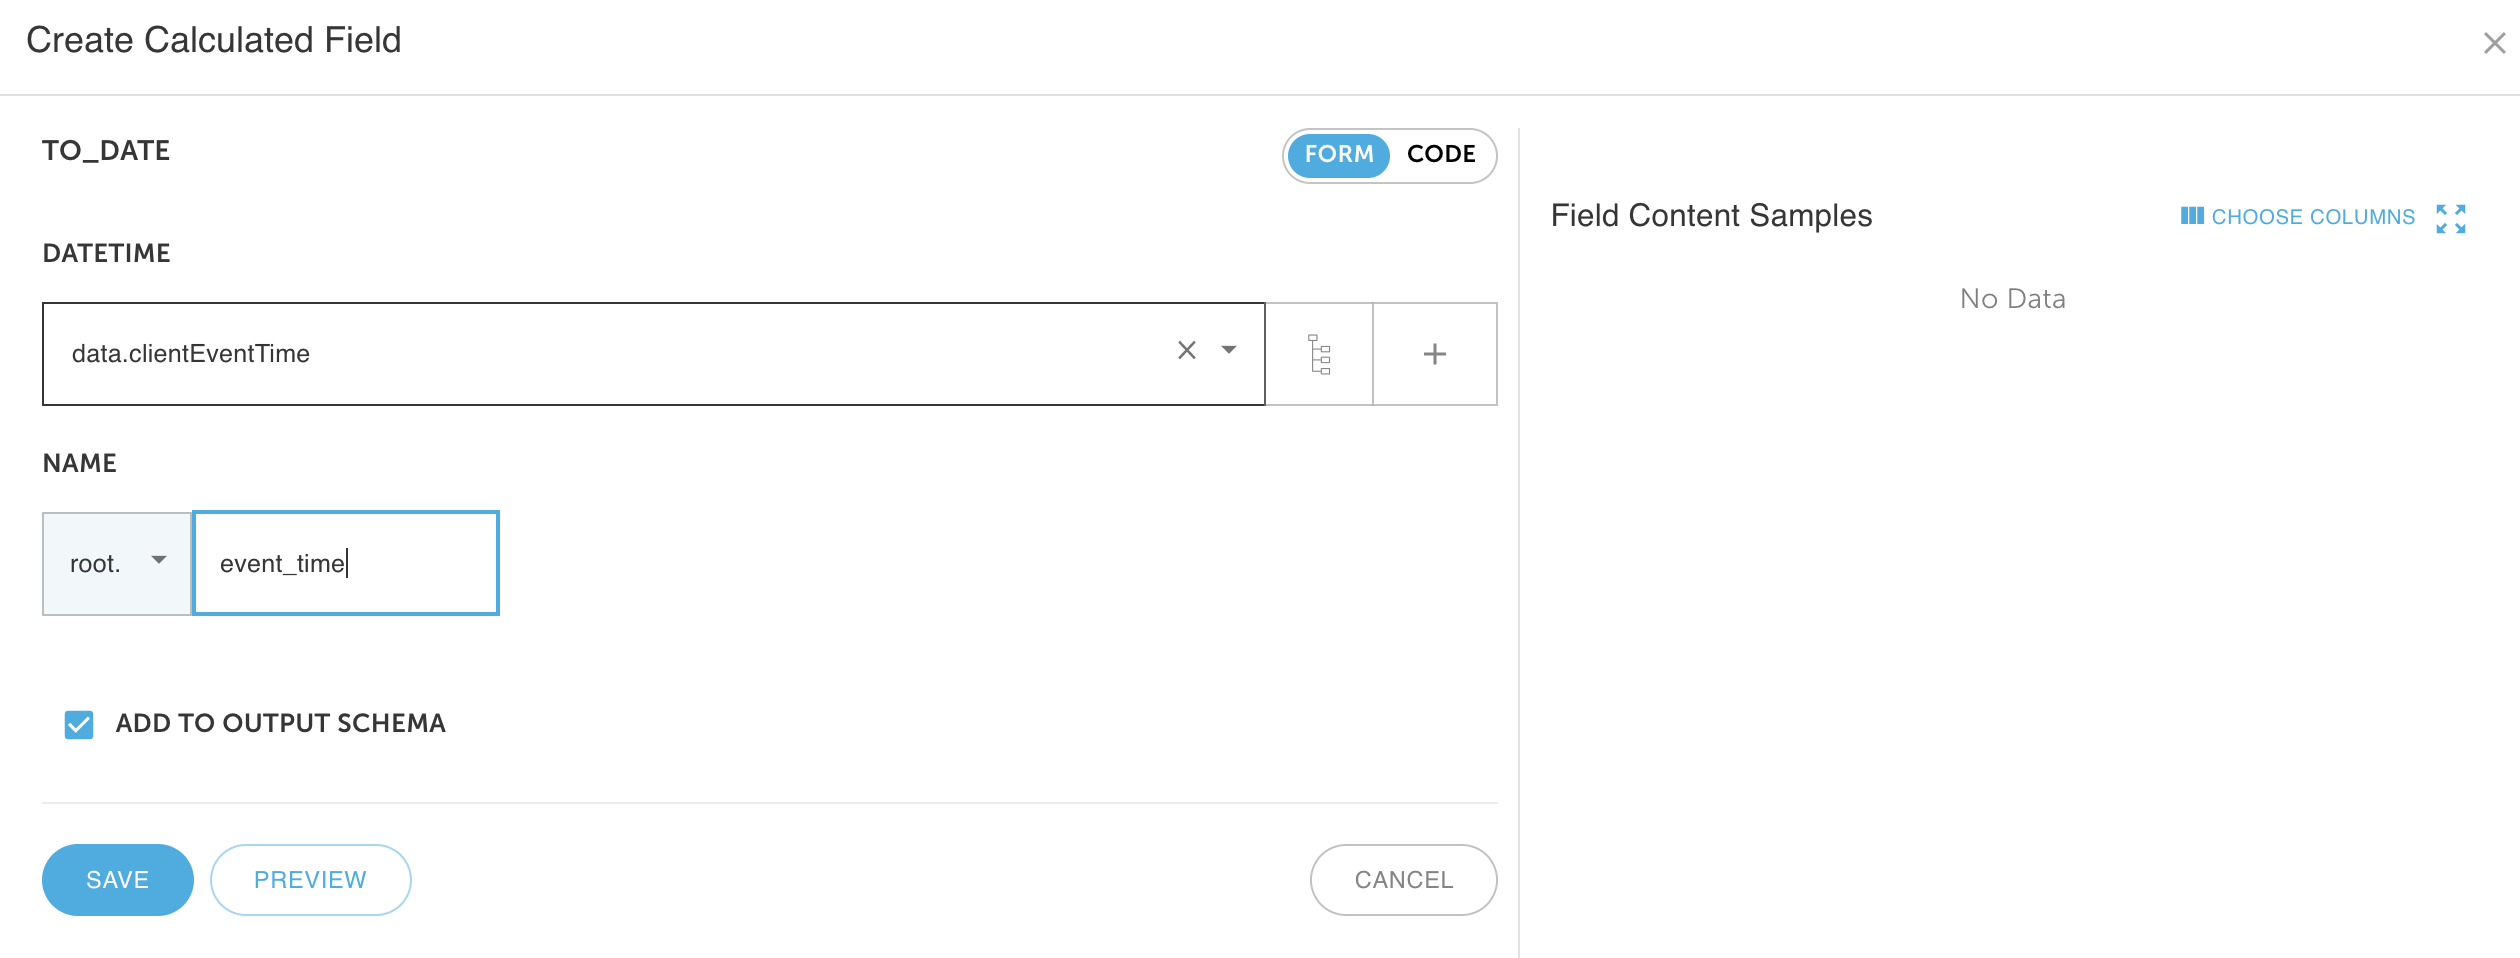 Create Calculated Field
TO_DATE
FORM CODE
DATETIME
data.clientEventTime
NAME
root. event_time
ADD TO OUTPUT SCHEMA
SAVE PREVIEW CANCEL
Field Content Samples CHOOSE COLUMNS
No Data